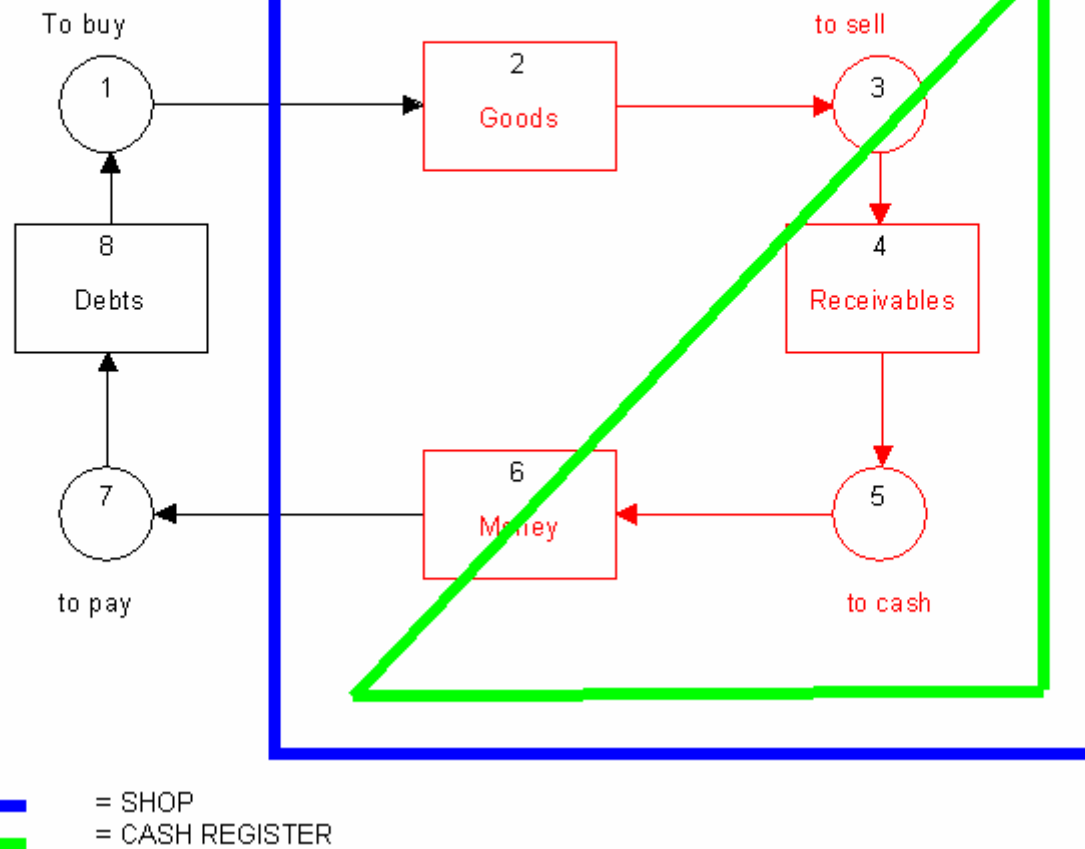 To buy
to sell
1
2
3
Goods
8
Debts
4
Receivables
6
Money
7
5
to pay
to cash
= SHOP
= CASH REGISTER